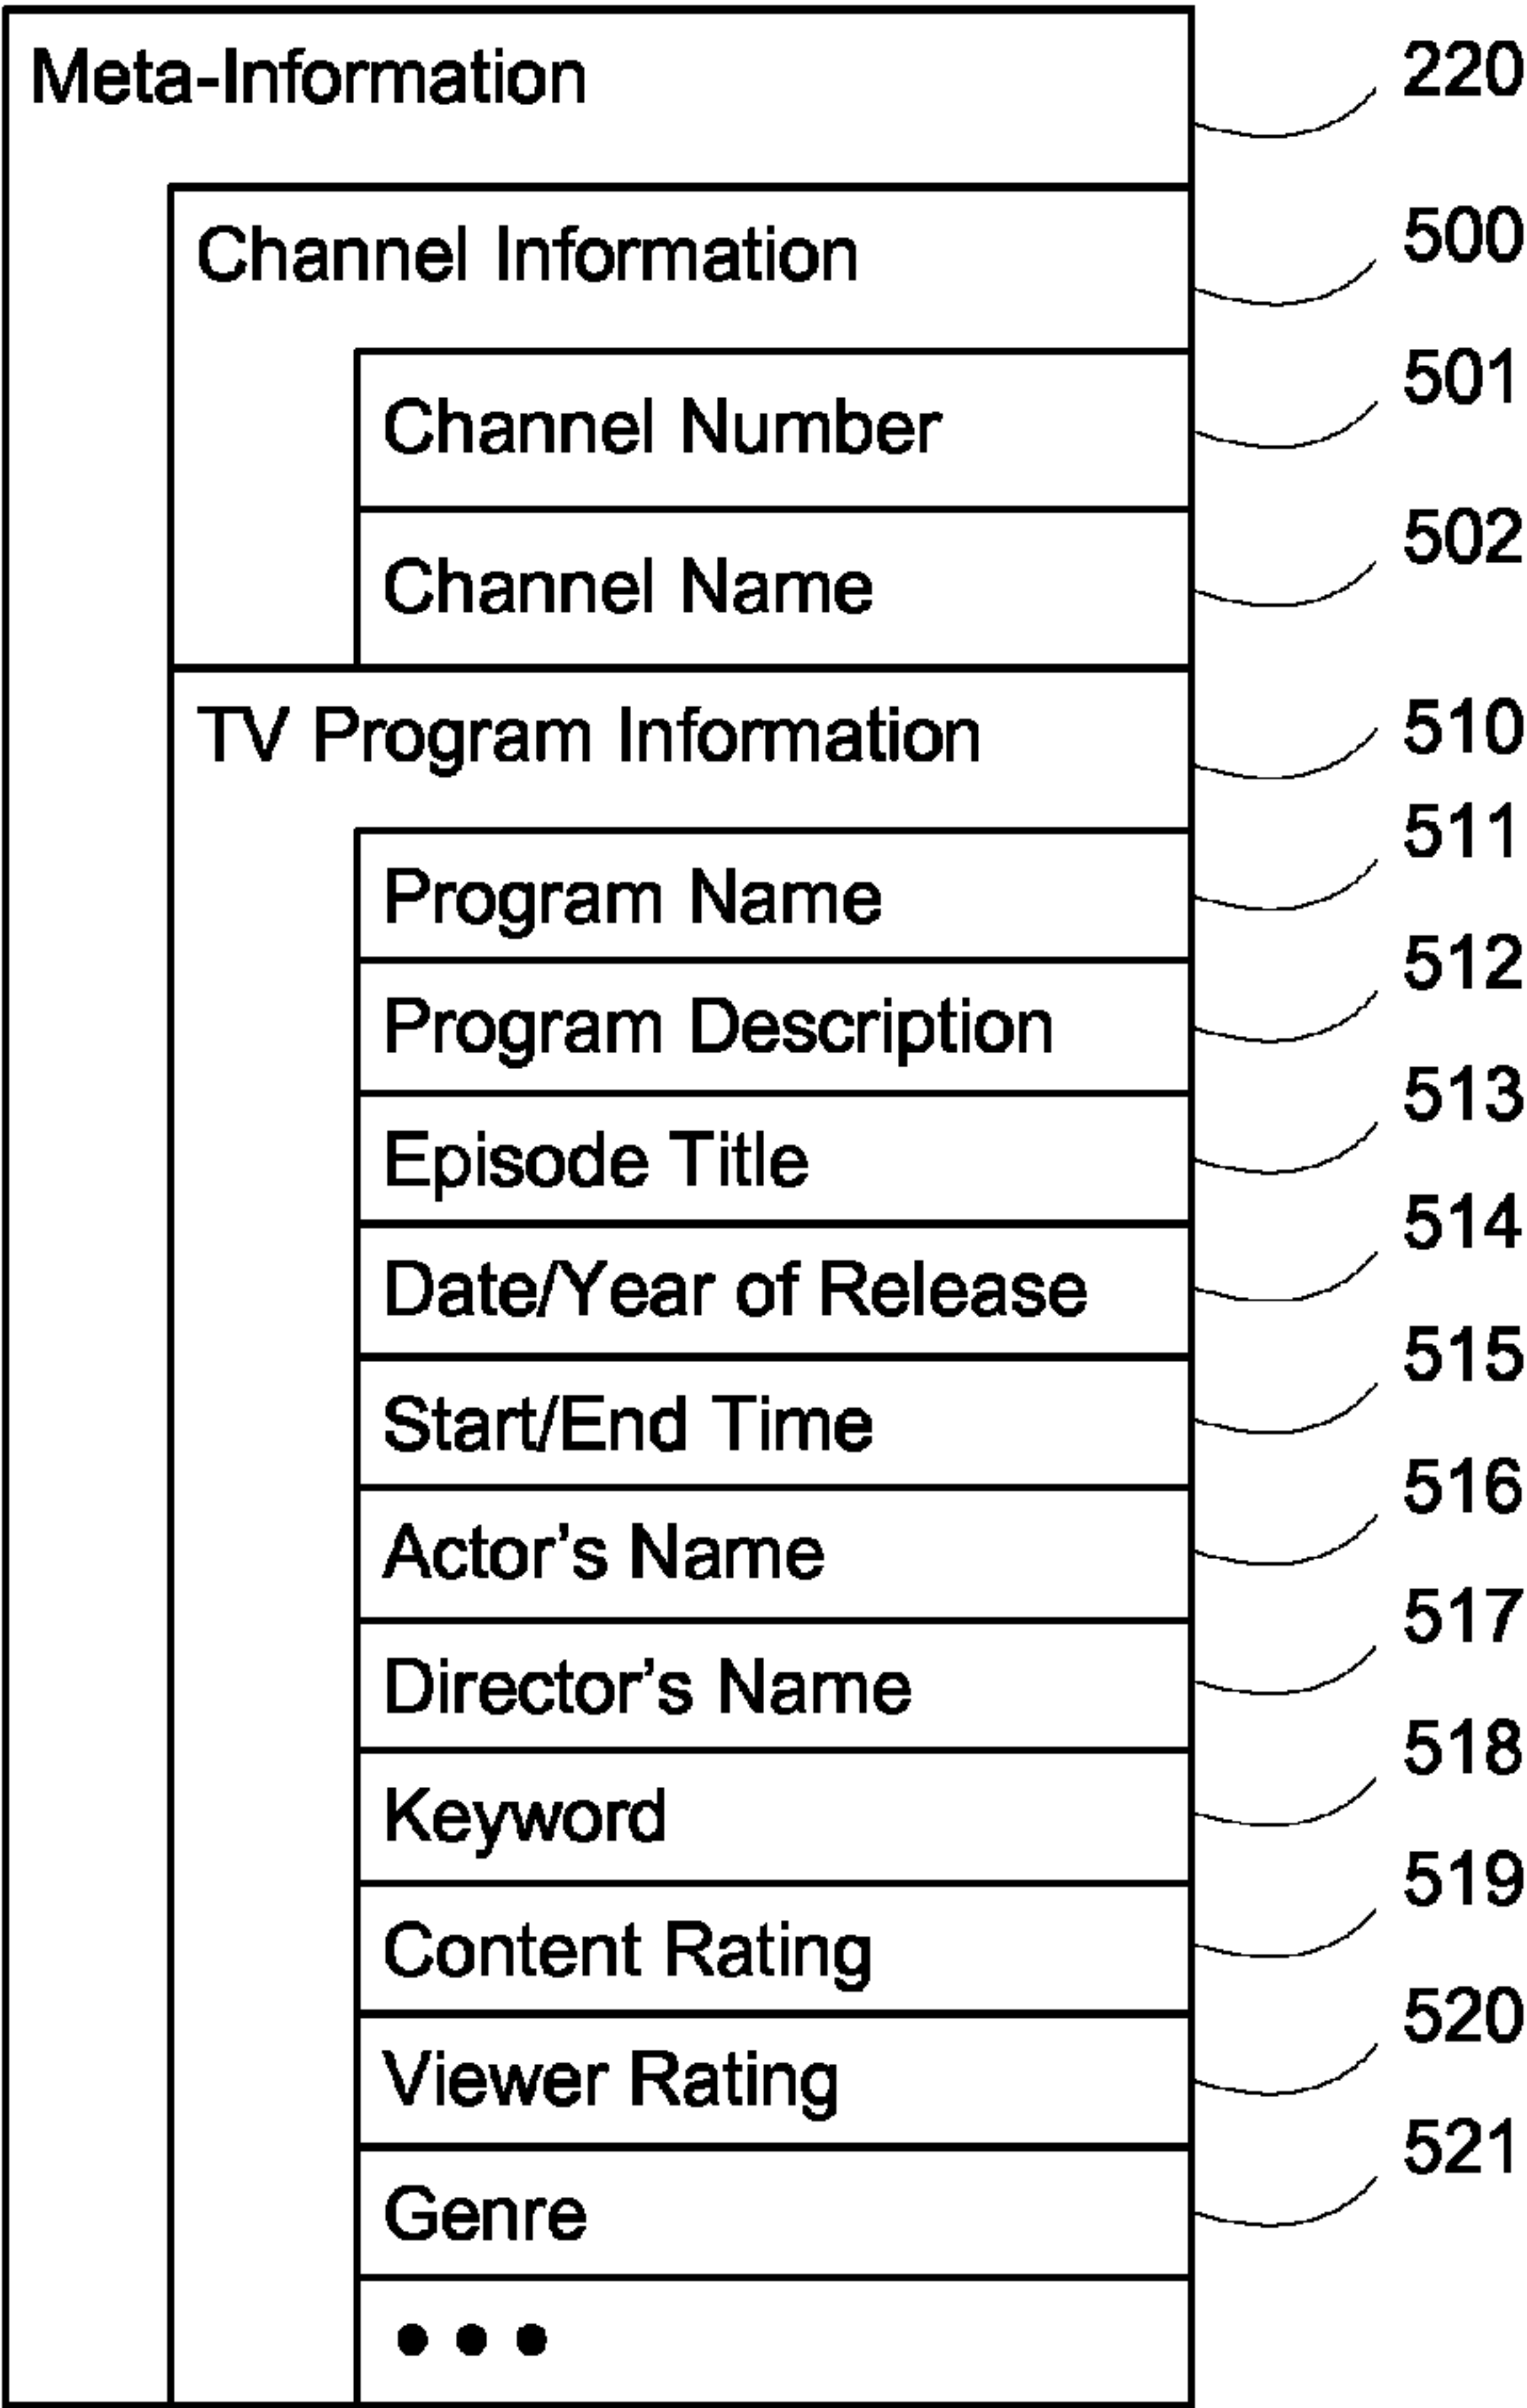 Meta-Information 220
Channel Information 500
Channel Number 501
Channel Name 502
TV Program Information 510
Program Name 511
Program Description 512
Episode Title 513
Date/Year of Release 514
Start/End Time 515
Actor’s Name 516
Director’s Name 517
Keyword 518
Content Rating 519
Viewer Rating 520
Genre 521
•••